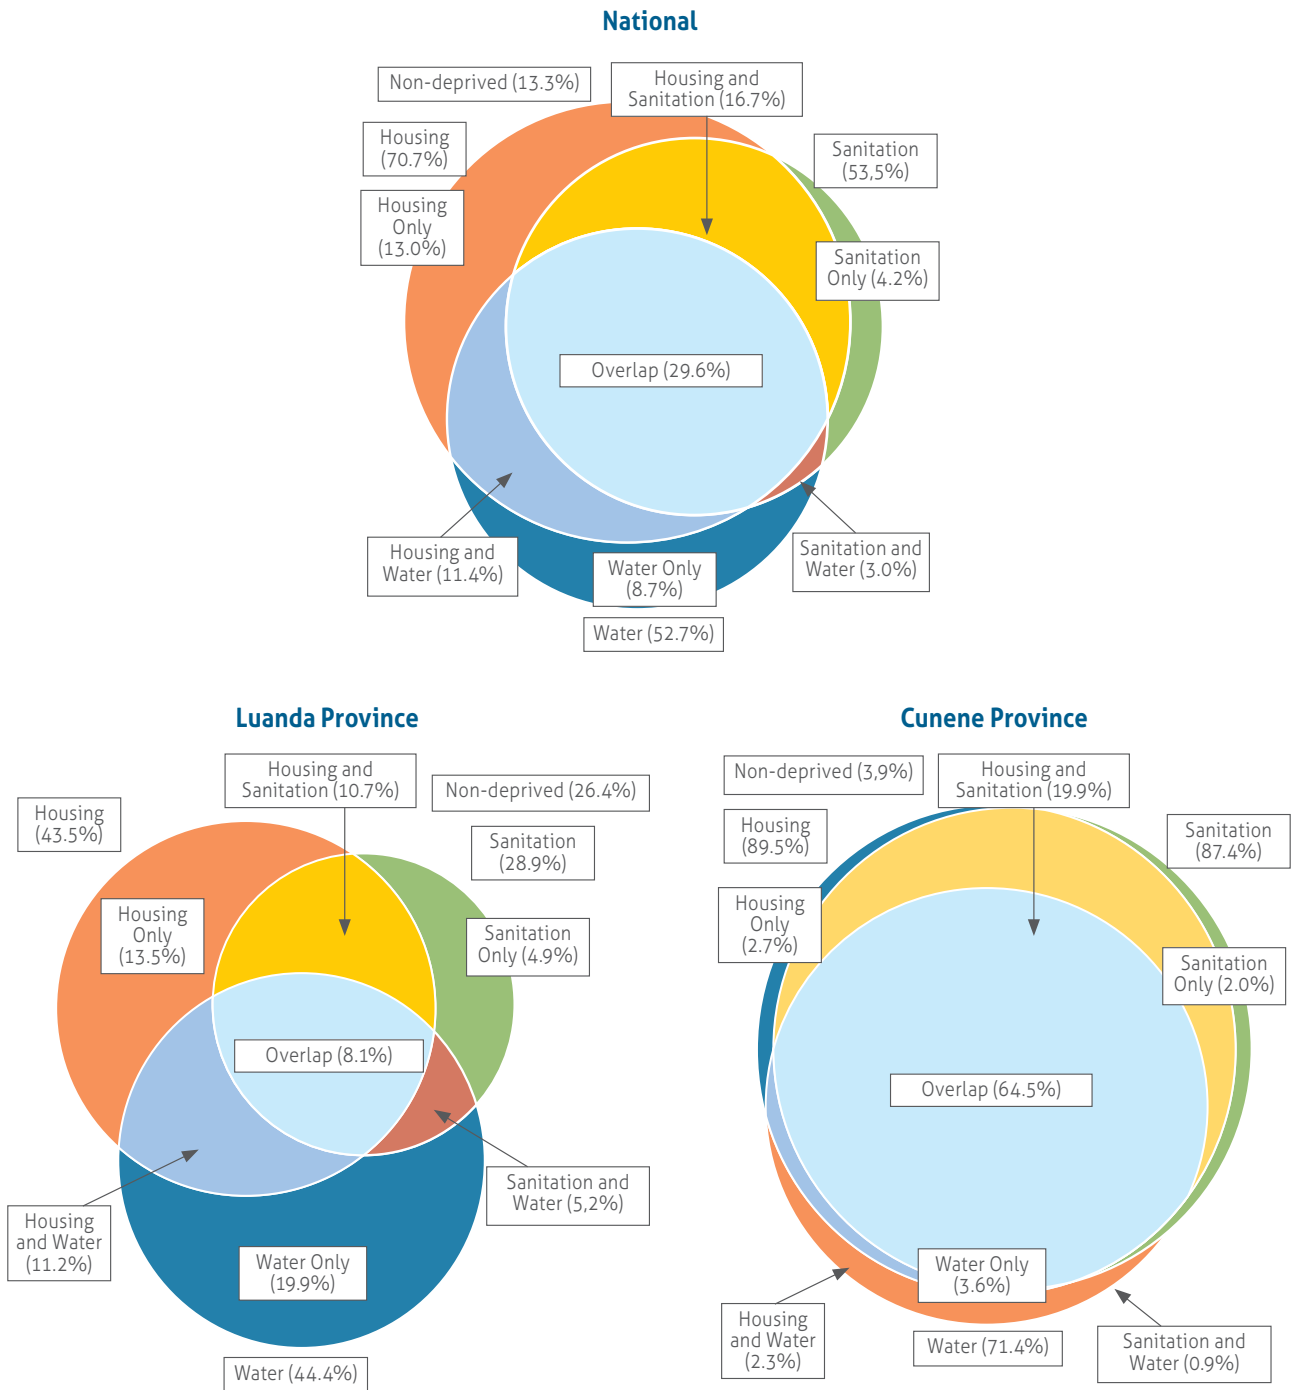 National
Non-deprived (13.3%)
Housing and
Sanitation (16.7%)
Housing
(70.7%)
Sanitation
(53,5%)
Housing
Only
(13.0%)
Sanitation
Only (4.2%)
Overlap (29.6%)
Housing and
Water (11.4%)
Water Only
(8.7%)
Sanitation and
Water (3.0%)
Water (52.7%)
Luanda Province
Housing and
Sanitation (10.7%)
Non-deprived (26.4%)
Housing
(43.5%)
Sanitation
(28.9%)
Housing
Only
(13.5%)
Sanitation
Only (4.9%)
Overlap (8.1%)
Sanitation and
Water (5,2%)
Housing
and Water
(11.2%)
Water Only
(19.9%)
Water (44.4%)
Cunene Province
Non-deprived (3,9%)
Housing and
Sanitation (19.9%)
Housing
(89.5%)
Sanitation
(87.4%)
Housing
Only
(2.7%)
Sanitation
Only (2.0%)
Overlap (64.5%)
Water Only
(3.6%)
Housing
and Water
(2.3%)
Water (71.4%)
Sanitation and
Water (0.9%)